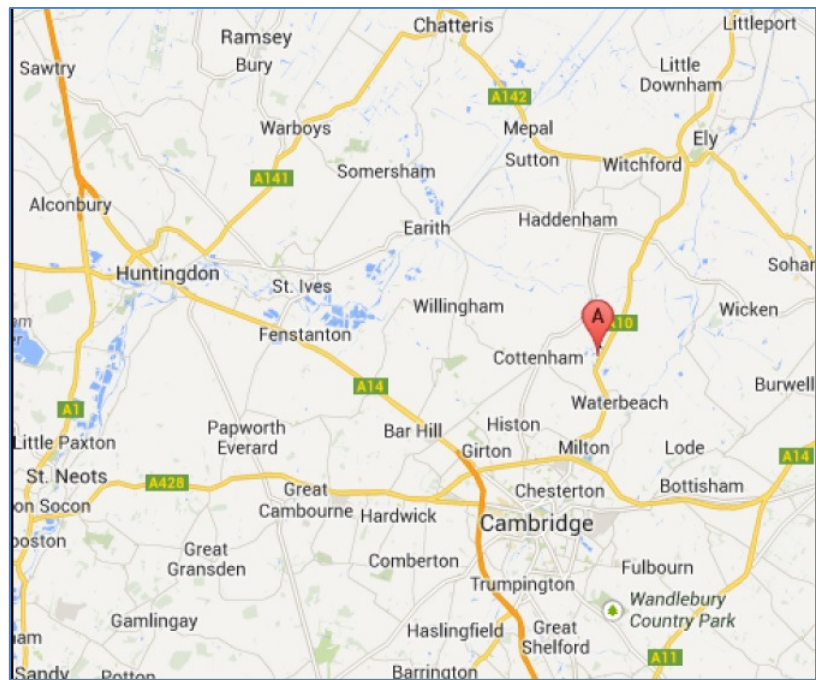 Littleport
Chatteris
Ramsey
Bury
Sawtry
Little
Downham
A142
Warboys
Mepal
Ely
Sutton
Witchford
Somersham
A141
Alconbury
Haddenham
Earith
Huntingdon
Sohar
St. Ives
Willingham
Wicken
Fenstanton
A
A10
Cottenham
A14
Burwell
Waterbeach
A1
Histon
Papworth
Everard
Bar Hill
Little Paxton
Girton
Milton
Lode
A14
St. Neots
A428
Great
Cambourne
Chesterton
Bottisham
on Socon
Hardwick
Cambridge
Great
Gransden
Comberton
Fulbourn
Trumpington
Wandlebury
Country Park
Gamlingay
Haslingfield
Great
Shelford
A11
Sandy
Potton
Barrington